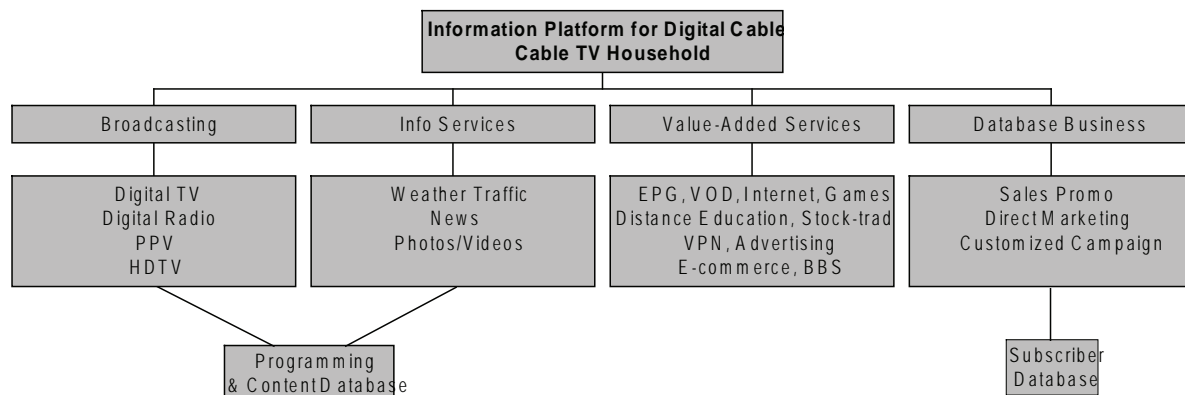 Information Platform for Digital Cable
Cable TV Household
Broadcasting
Info Services
Value-Added Services
Database Business
Digital TV
Digital Radio
PPV
HDTV
Weather Traffic
News
Photos/Videos
EPG, VOD, Internet, Games
Distance Education, Stock-trad
VPN, Advertising
E-commerce, BBS
Sales Promo
Direct Marketing
Customized Campaign
Programming
& Content Database
Subscriber
Database